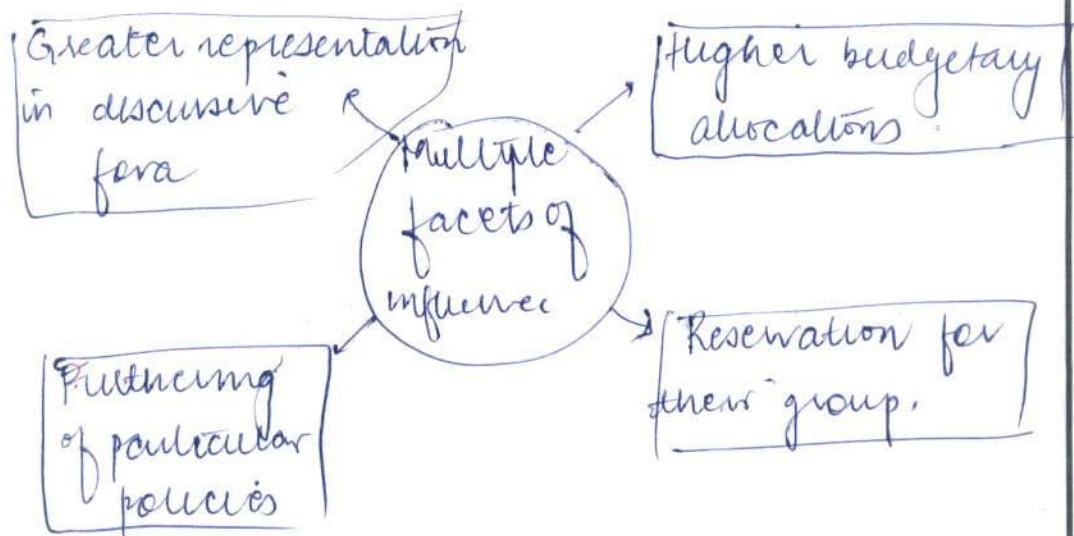 Greater representation
in discursive
fora
Higher budgetary
allocations.
Multiple
facets of
influence
Furthering
of particular
policies
Reservation for
their group.